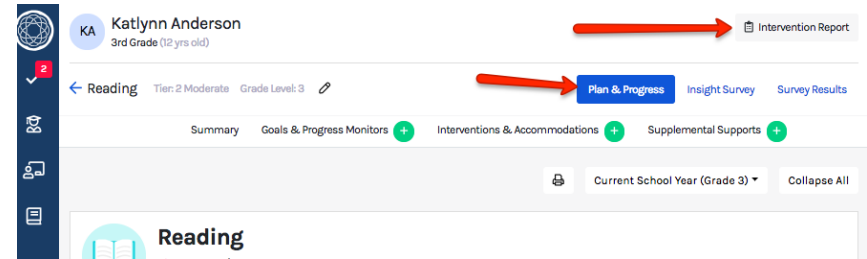 KA
Katlynn Anderson
3rd Grade (12 yrs old)
Intervention Report
2
Reading Tier: 2 Moderate Grade Level: 3
Plan & Progress Insight Survey Survey Results
Summary Goals & Progress Monitors + Interventions & Accommodations + Supplemental Supports +
Current School Year (Grade 3) Collapse All
Reading